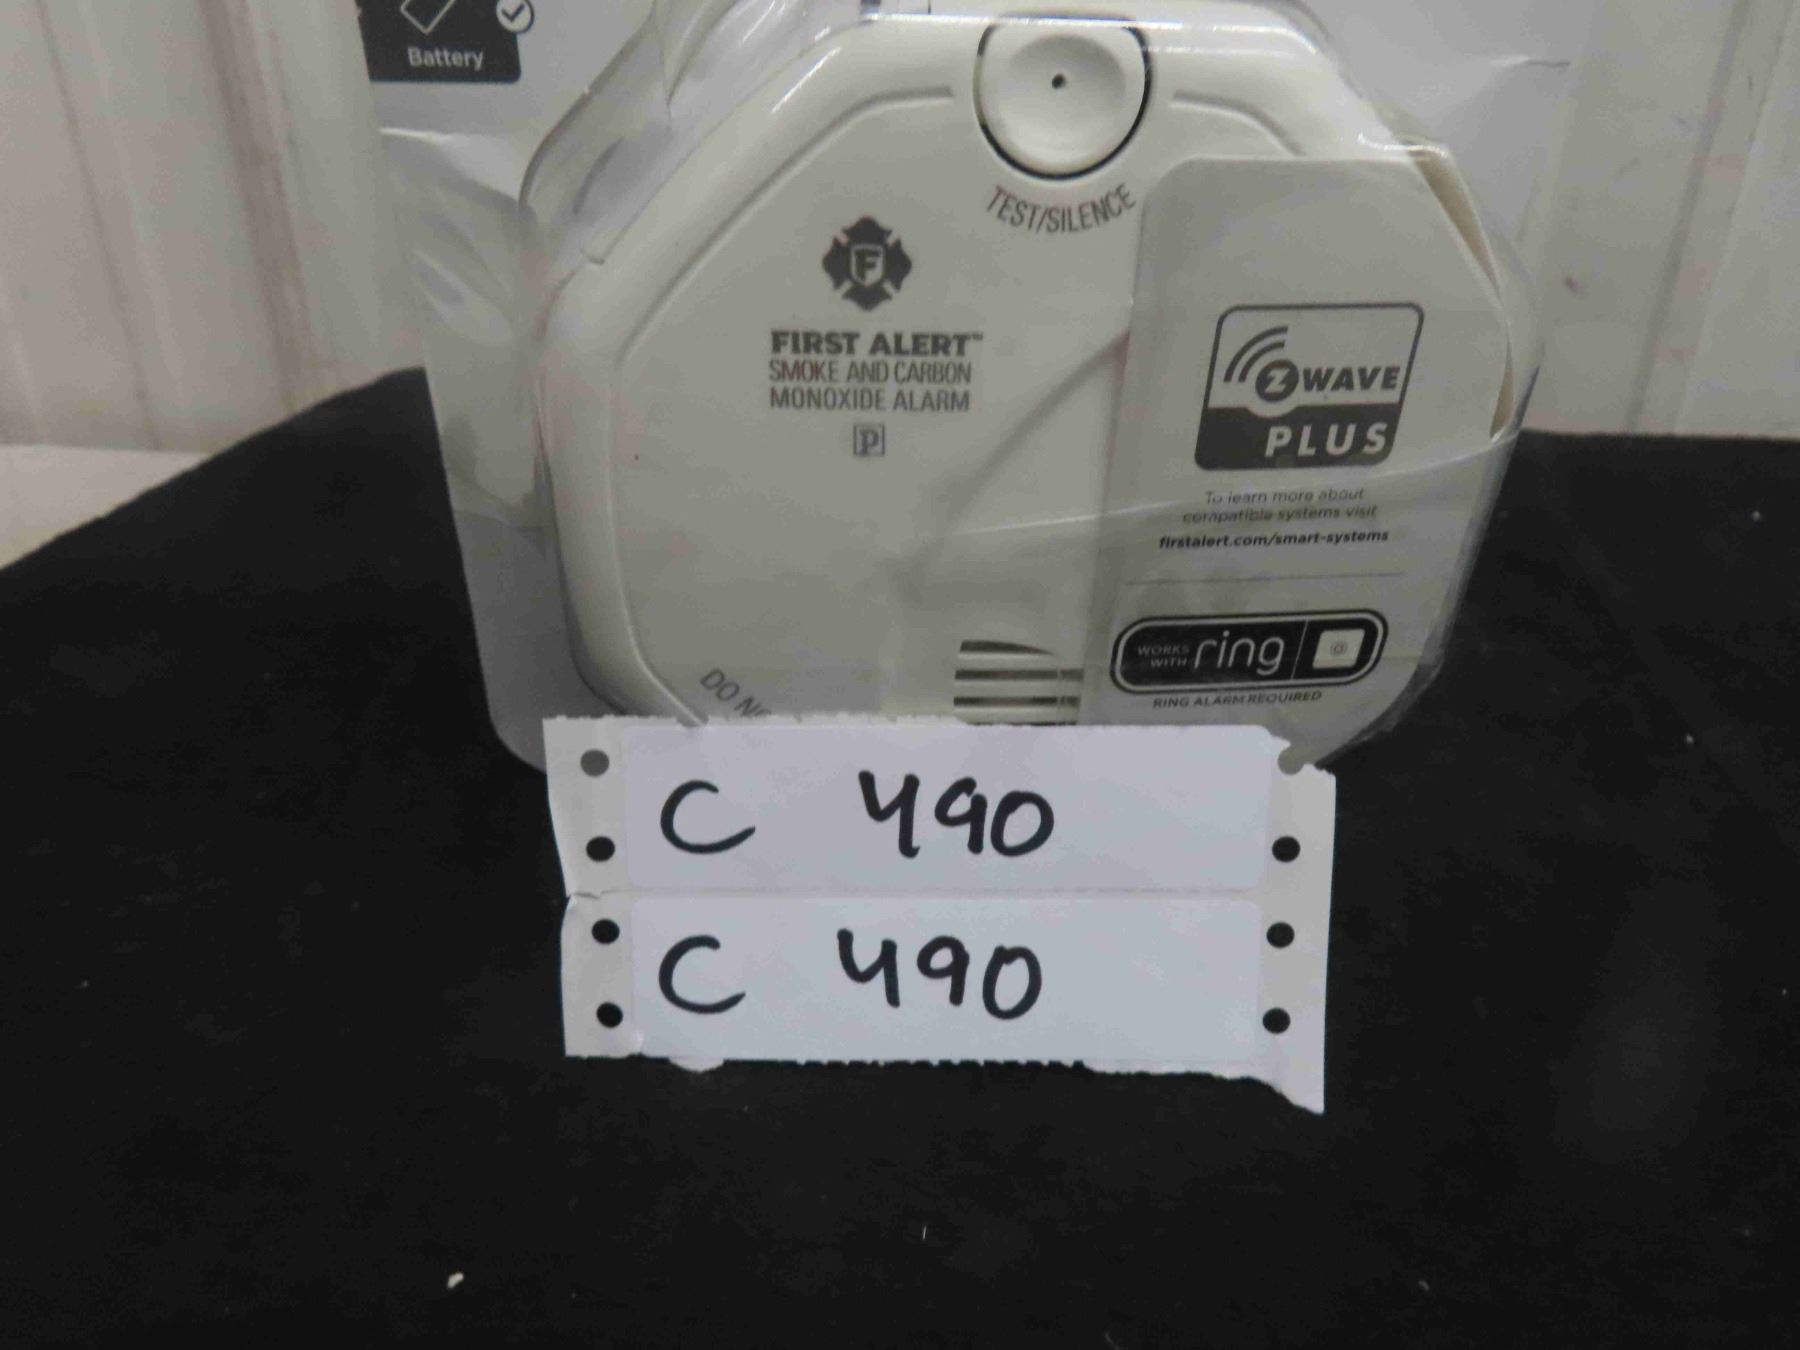 Battery
TEST/SILENCE
F
FIRST ALERT™
SMOKE AND CARBON
MONOXIDE ALARM
P
Z WAVE
PLUS
To learn more about
compatible systems visit
firstalert.com/smart-systems
WORKS
WITH
ring
RING ALARM REQUIRED
DO
C 490
C 490